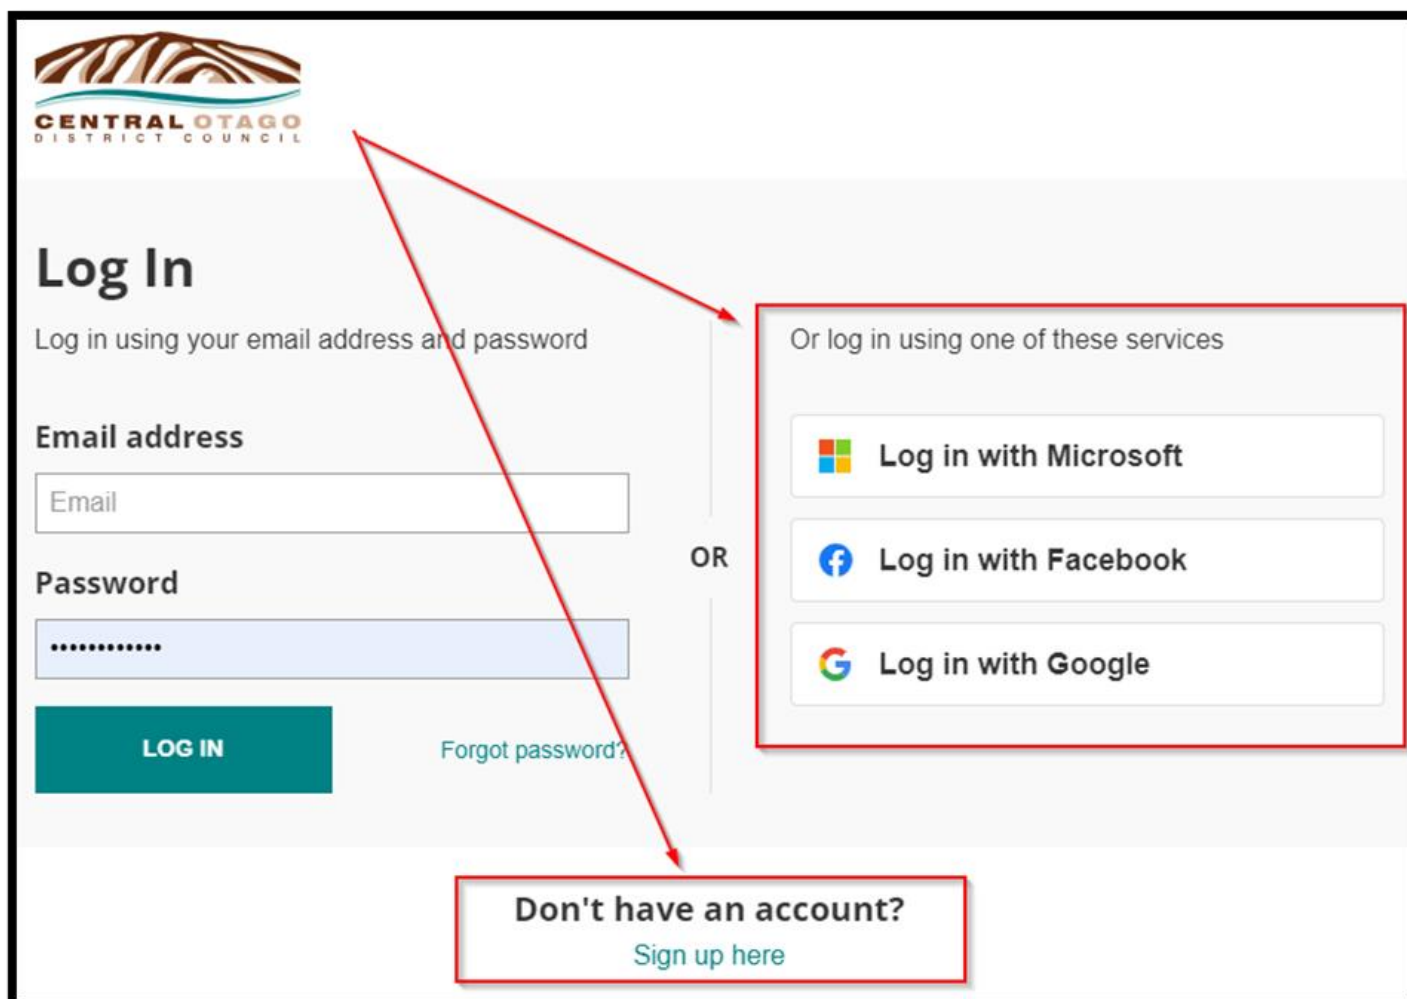 CENTRAL OTAGO
DISTRICT COUNCIL
Log In
Log in using your email address and password
Email address
Email
Password
••••••••••••
LOG IN
Forgot password?
OR
Or log in using one of these services
Log in with Microsoft
Log in with Facebook
Log in with Google
Don't have an account?
Sign up here